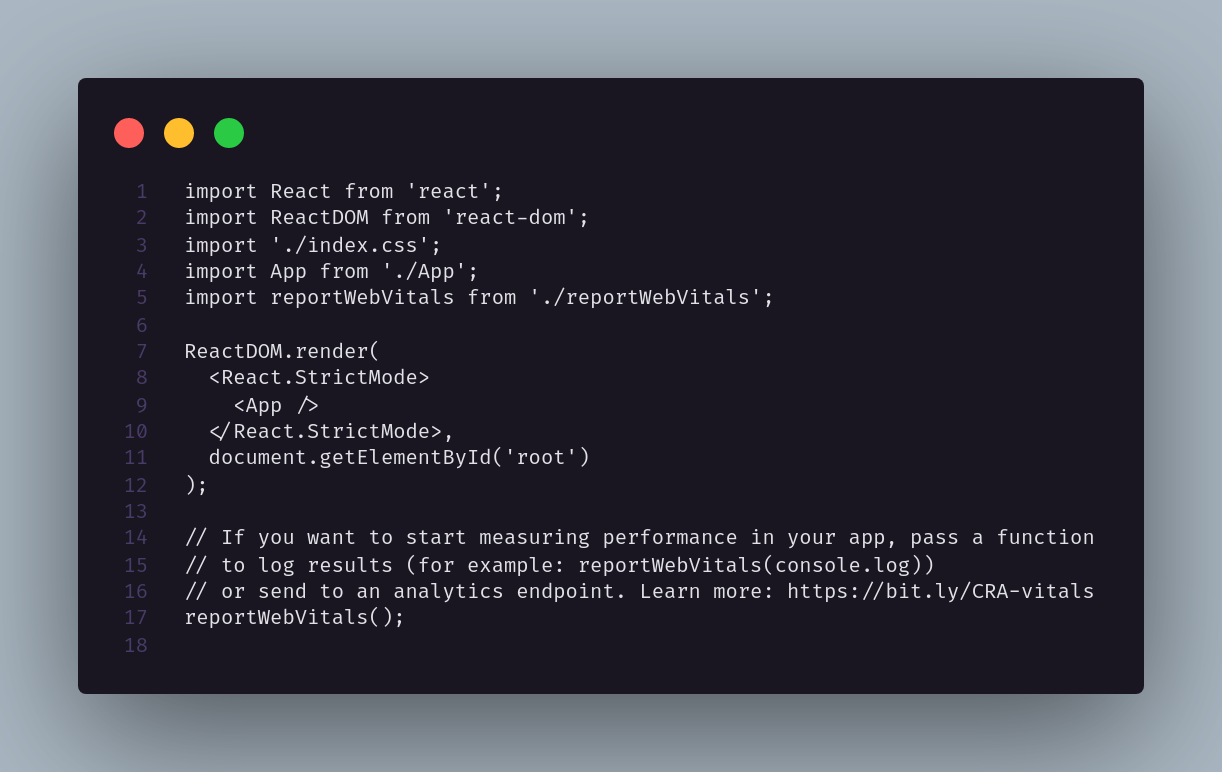 1 import React from 'react';
2 import ReactDOM from 'react-dom';
3 import './index.css';
4 import App from './App';
5 import reportWebVitals from './reportWebVitals';
6
7 ReactDOM.render(
8   <React.StrictMode>
9     <App />
10   </React.StrictMode>,
11   document.getElementById('root')
12 );
13
14 // If you want to start measuring performance in your app, pass a function
15 // to log results (for example: reportWebVitals(console.log))
16 // or send to an analytics endpoint. Learn more: https://bit.ly/CRA-vitals
17 reportWebVitals();
18